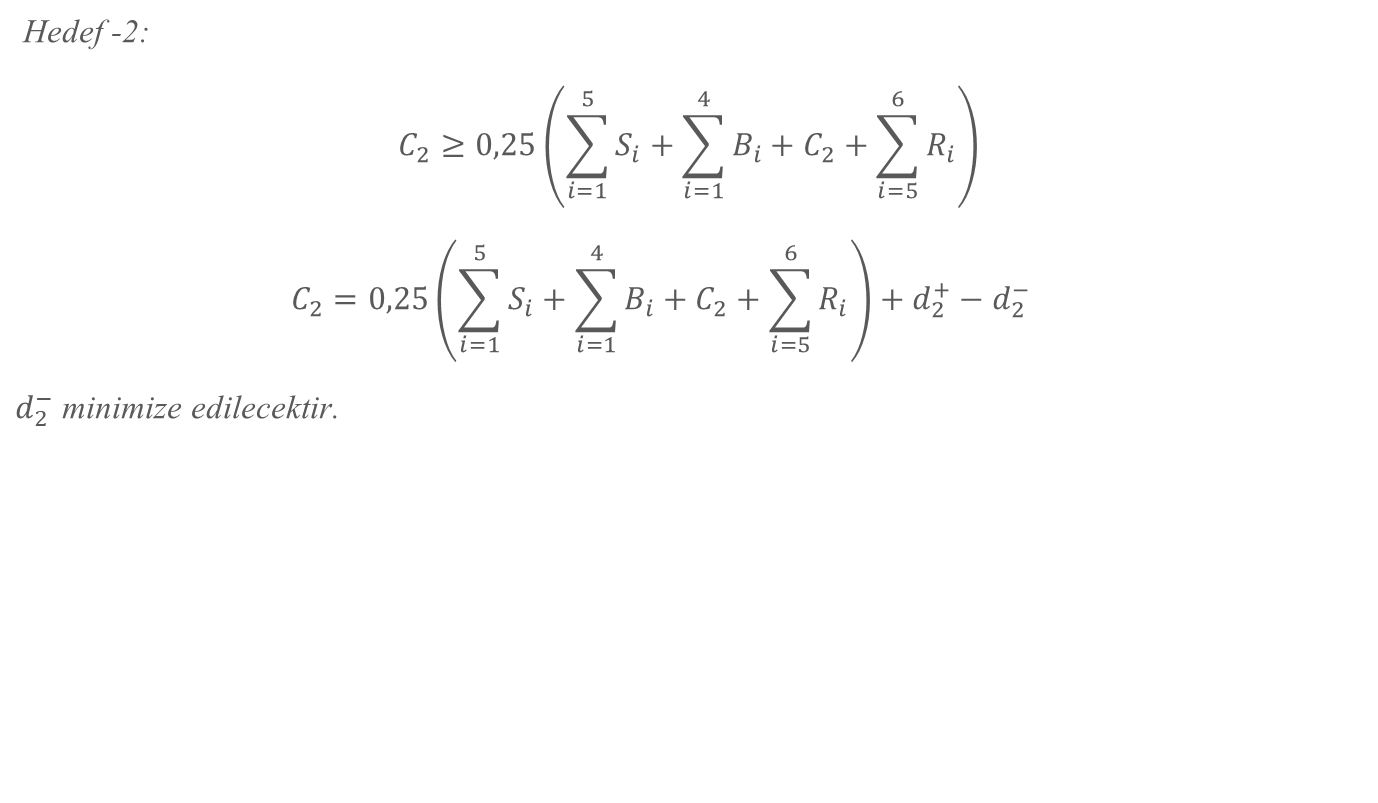 Hedef -2:
C₂ ≥ 0,25 (∑_{i=1}^{5} S_i + ∑_{i=1}^{4} B_i + C₂ + ∑_{i=5}^{6} R_i)
C₂ = 0,25 (∑_{i=1}^{5} S_i + ∑_{i=1}^{4} B_i + C₂ + ∑_{i=5}^{6} R_i) + d₂⁺ − d₂⁻
d₂⁻ minimize edilecektir.